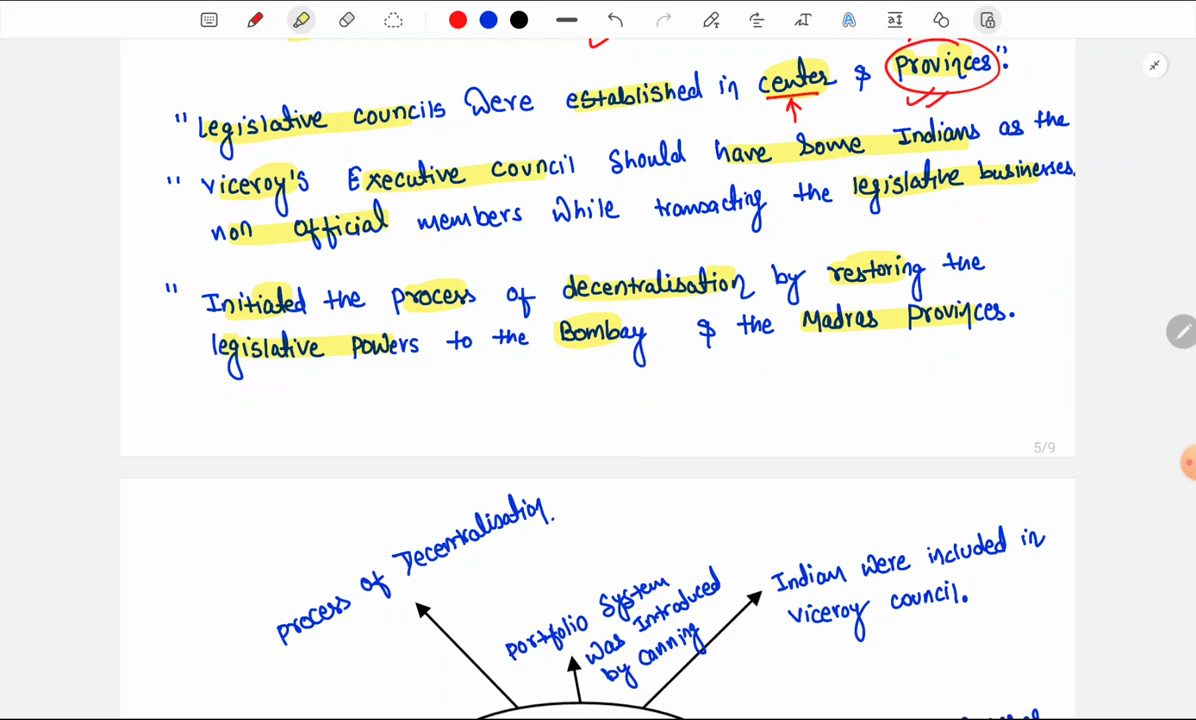 "Legislative councils were established in center & provinces".
" viceroy's Executive council should have some Indians as the
non official members while transacting the legislative businesses.
" Initiated the process of decentralisation by restoring the
legislative powers to the Bombay & the Madras provinces.
5/9
process of Decentralisation.
portfolio system
was Introduced
by canning
Indian were included in
viceroy council.